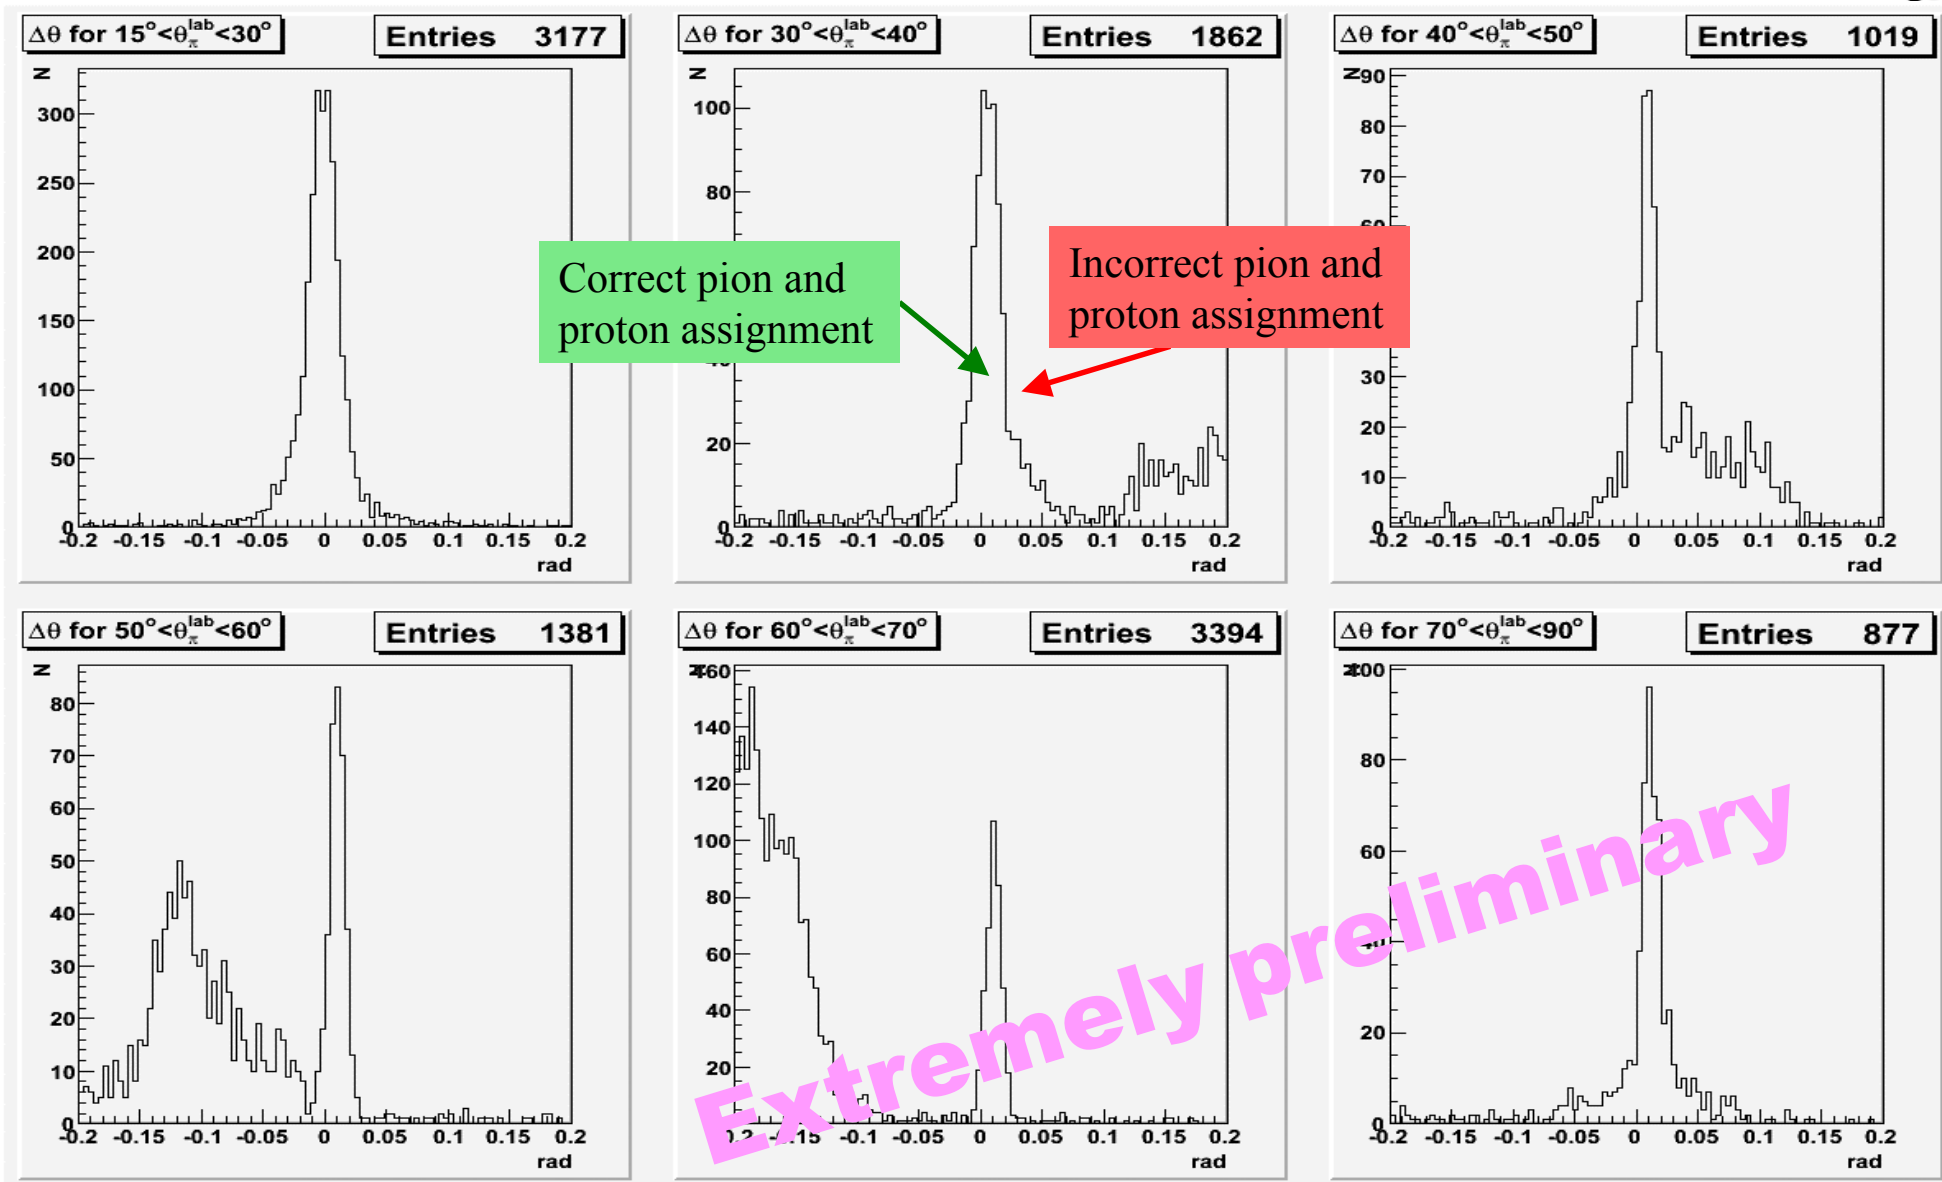 Δθ for 15°<θπlab<30° Entries 3177
Δθ for 30°<θπlab<40° Entries 1862
Δθ for 40°<θπlab<50° Entries 1019
N
300
250
200
150
100
50
0
-0.2 -0.15 -0.1 -0.05 0 0.05 0.1 0.15 0.2
rad
N
100
80
20
0
-0.2 -0.15 -0.1 -0.05 0 0.05 0.1 0.15 0.2
rad
N
90
80
70
60
30
20
10
0
-0.2 -0.15 -0.1 -0.05 0 0.05 0.1 0.15 0.2
rad
Correct pion and
proton assignment
Incorrect pion and
proton assignment
Δθ for 50°<θπlab<60° Entries 1381
Δθ for 60°<θπlab<70° Entries 3394
Δθ for 70°<θπlab<90° Entries 877
N
80
70
60
50
40
30
20
10
0
-0.2 -0.15 -0.1 -0.05 0 0.05 0.1 0.15 0.2
rad
N
160
140
120
100
80
60
40
20
0.2 -0.1 -0.05 0 0.05 0.1 0.15 0.2
rad
N
100
80
60
40
20
0
-0.2 -0.15 -0.1 -0.05 0 0.05 0.1 0.15 0.2
rad
Extremely preliminary